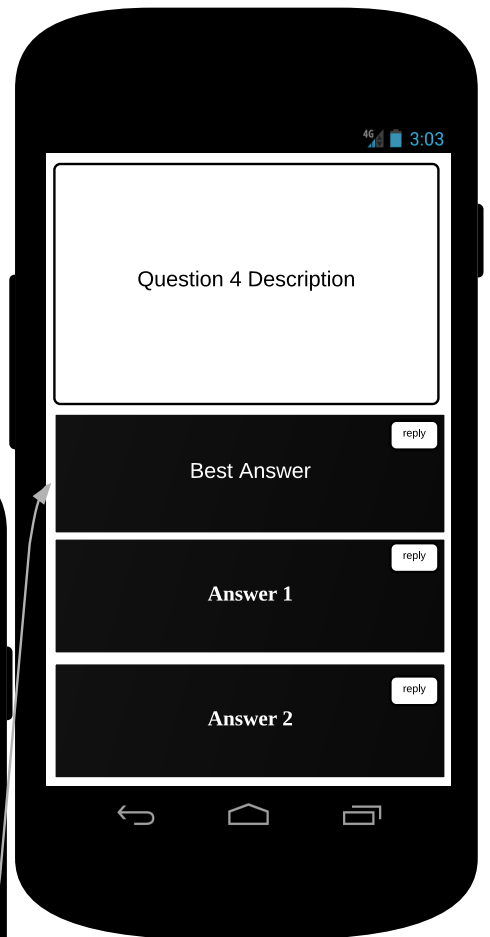 4G 3:03
Question 4 Description
reply
Best Answer
reply
Answer 1
reply
Answer 2